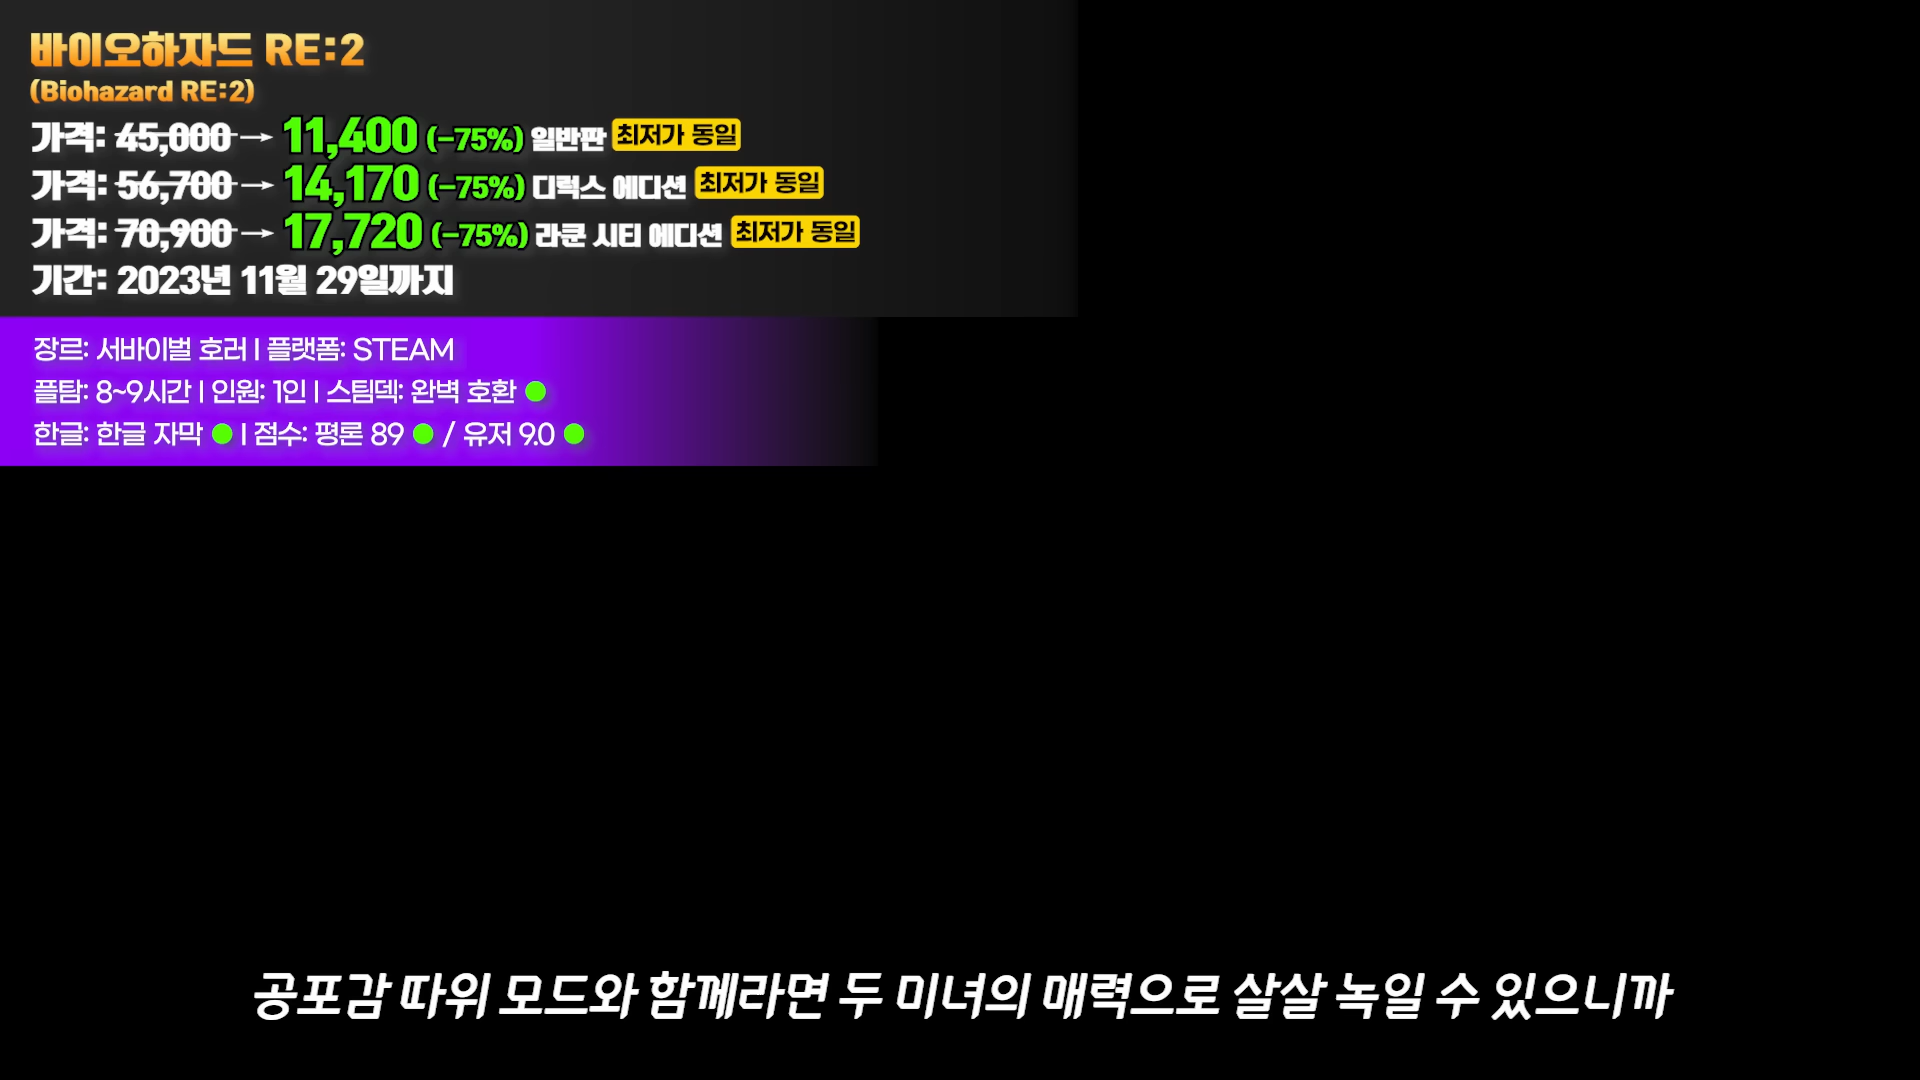 바이오하자드 RE:2
(Biohazard RE:2)
가격: 45,000 → 11,400 (-75%) 일반판 최저가 동일
가격: 56,700 → 14,170 (-75%) 디럭스 에디션 최저가 동일
가격: 70,900 → 17,720 (-75%) 라쿤 시티 에디션 최저가 동일
기간: 2023년 11월 29일까지
장르: 서바이벌 호러 | 플랫폼: STEAM
플탐: 8~9시간 | 인원: 1인 | 스팀덱: 완벽 호환
한글: 한글 자막 | 점수: 평론 89 / 유저 9.0
공포감 따위 모드와 함께라면 두 미녀의 매력으로 살살 녹일 수 있으니까